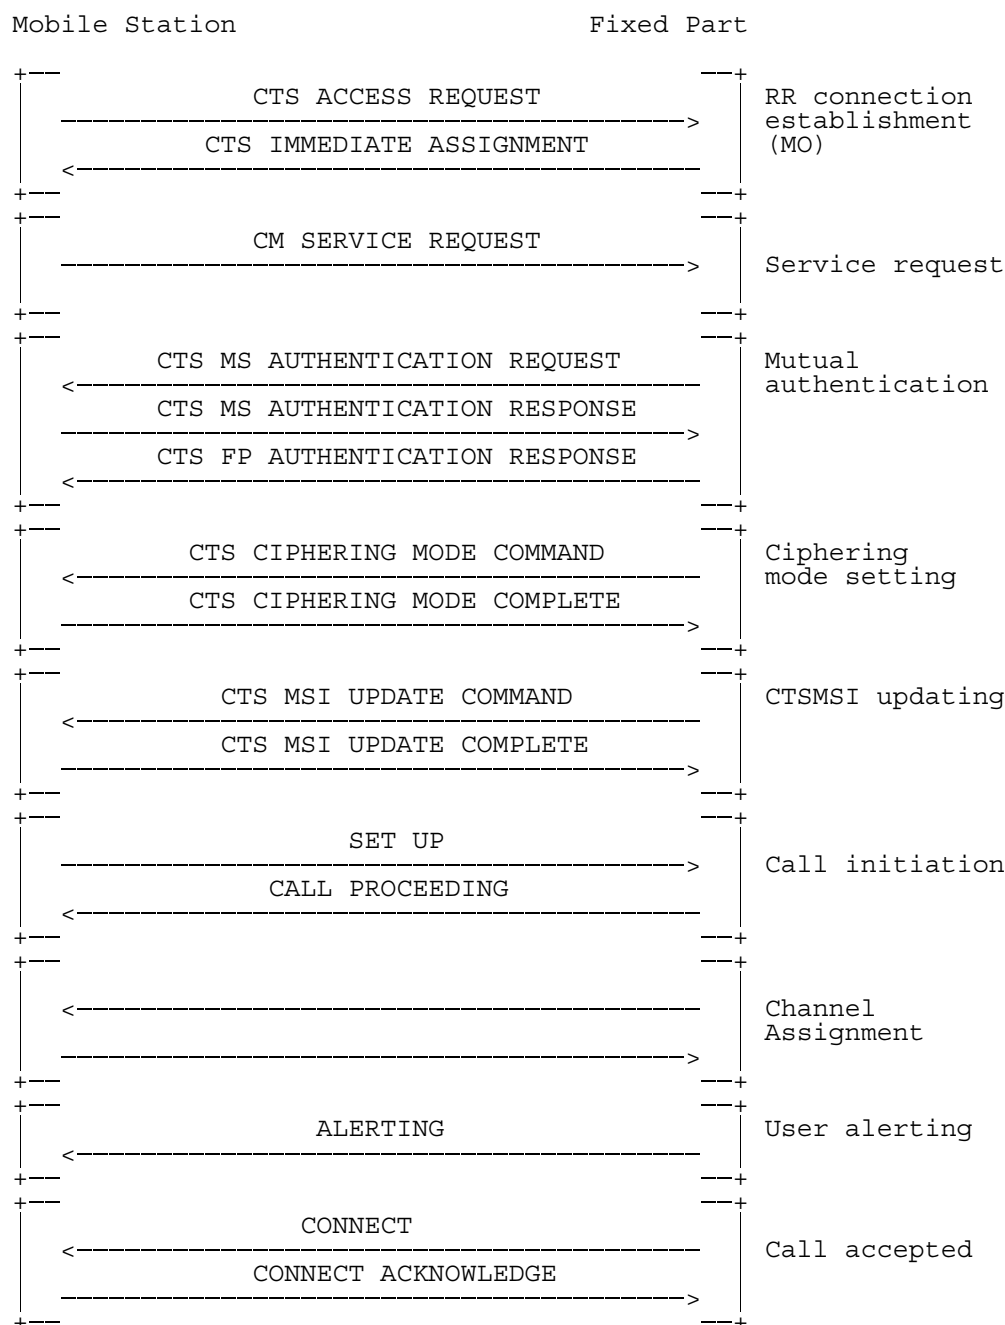 Mobile Station Fixed Part
CTS ACCESS REQUEST RR connection
establishment
CTS IMMEDIATE ASSIGNMENT (MO)
CM SERVICE REQUEST
Service request
CTS MS AUTHENTICATION REQUEST Mutual
authentication
CTS MS AUTHENTICATION RESPONSE
CTS FP AUTHENTICATION RESPONSE
CTS CIPHERING MODE COMMAND Ciphering
mode setting
CTS CIPHERING MODE COMPLETE
CTS MSI UPDATE COMMAND CTSMSI updating
CTS MSI UPDATE COMPLETE
SET UP
Call initiation
CALL PROCEEDING
Channel
Assignment
ALERTING User alerting
CONNECT
Call accepted
CONNECT ACKNOWLEDGE